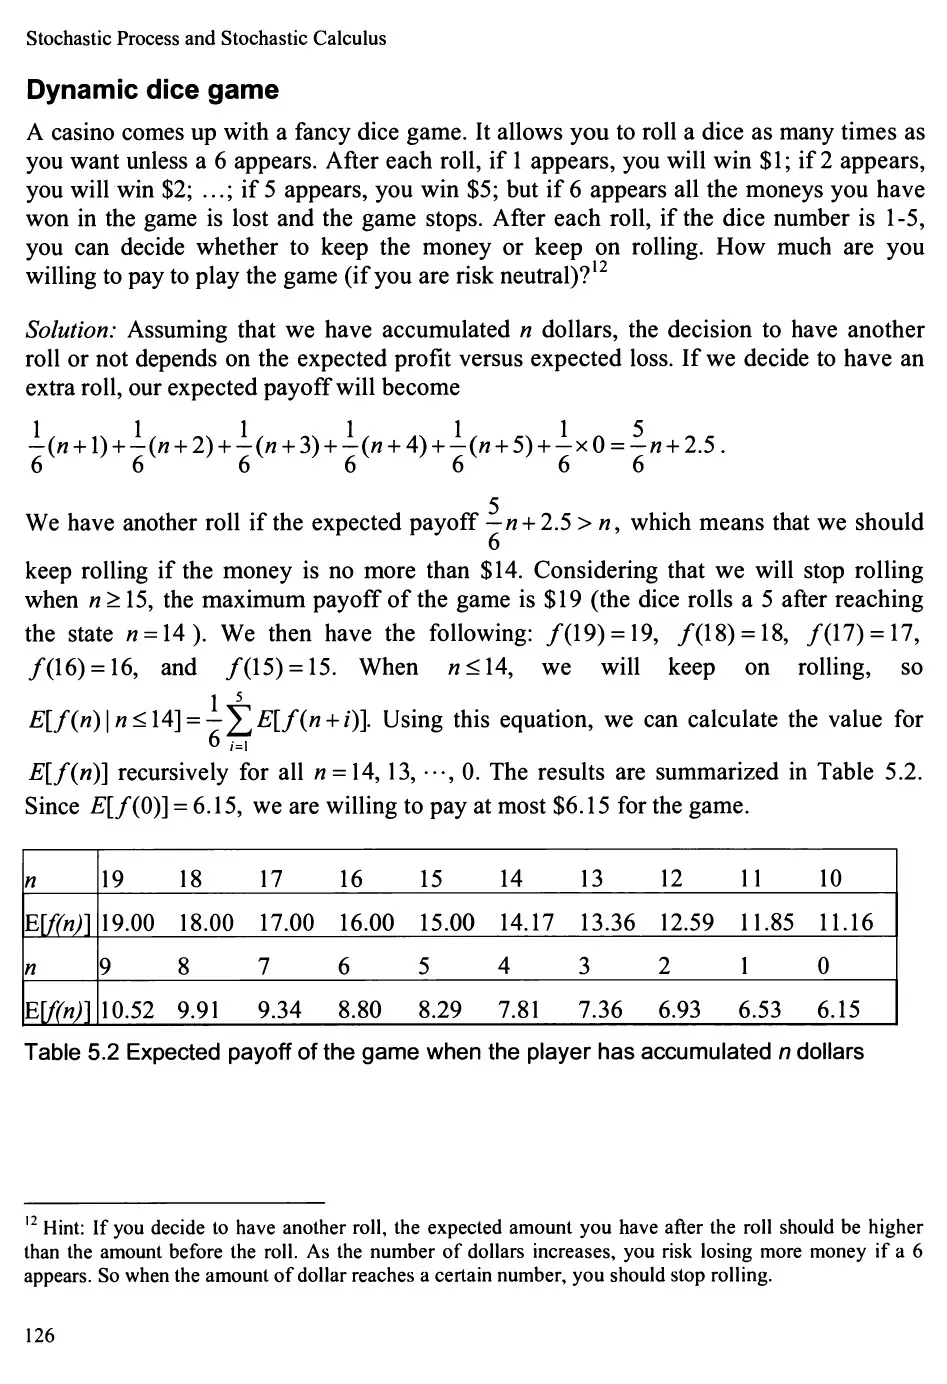 Stochastic Process and Stochastic Calculus
Dynamic dice game
A casino comes up with a fancy dice game. It allows you to roll a dice as many times as
you want unless a 6 appears. After each roll, if 1 appears, you will win $1; if 2 appears,
you will win $2; …; if 5 appears, you win $5; but if 6 appears all the moneys you have
won in the game is lost and the game stops. After each roll, if the dice number is 1-5,
you can decide whether to keep the money or keep on rolling. How much are you
willing to pay to play the game (if you are risk neutral)?¹²
Solution: Assuming that we have accumulated n dollars, the decision to have another
roll or not depends on the expected profit versus expected loss. If we decide to have an
extra roll, our expected payoff will become
1/6(n+1)+1/6(n+2)+1/6(n+3)+1/6(n+4)+1/6(n+5)+1/6×0=5/6n+2.5.
We have another roll if the expected payoff 5/6n+2.5>n, which means that we should
keep rolling if the money is no more than $14. Considering that we will stop rolling
when n≥15, the maximum payoff of the game is $19 (the dice rolls a 5 after reaching
the state n=14). We then have the following: f(19)=19, f(18)=18, f(17)=17,
f(16)=16, and f(15)=15. When n≤14, we will keep on rolling, so
E[f(n)|n≤14]=1/6∑_{i=1}^{5}E[f(n+i)]. Using this equation, we can calculate the value for
E[f(n)] recursively for all n=14, 13, ⋯, 0. The results are summarized in Table 5.2.
Since E[f(0)]=6.15, we are willing to pay at most $6.15 for the game.
n 19 18 17 16 15 14 13 12 11 10
E[f(n)] 19.00 18.00 17.00 16.00 15.00 14.17 13.36 12.59 11.85 11.16
n 9 8 7 6 5 4 3 2 1 0
E[f(n)] 10.52 9.91 9.34 8.80 8.29 7.81 7.36 6.93 6.53 6.15
Table 5.2 Expected payoff of the game when the player has accumulated n dollars
¹² Hint: If you decide to have another roll, the expected amount you have after the roll should be higher
than the amount before the roll. As the number of dollars increases, you risk losing more money if a 6
appears. So when the amount of dollar reaches a certain number, you should stop rolling.
126